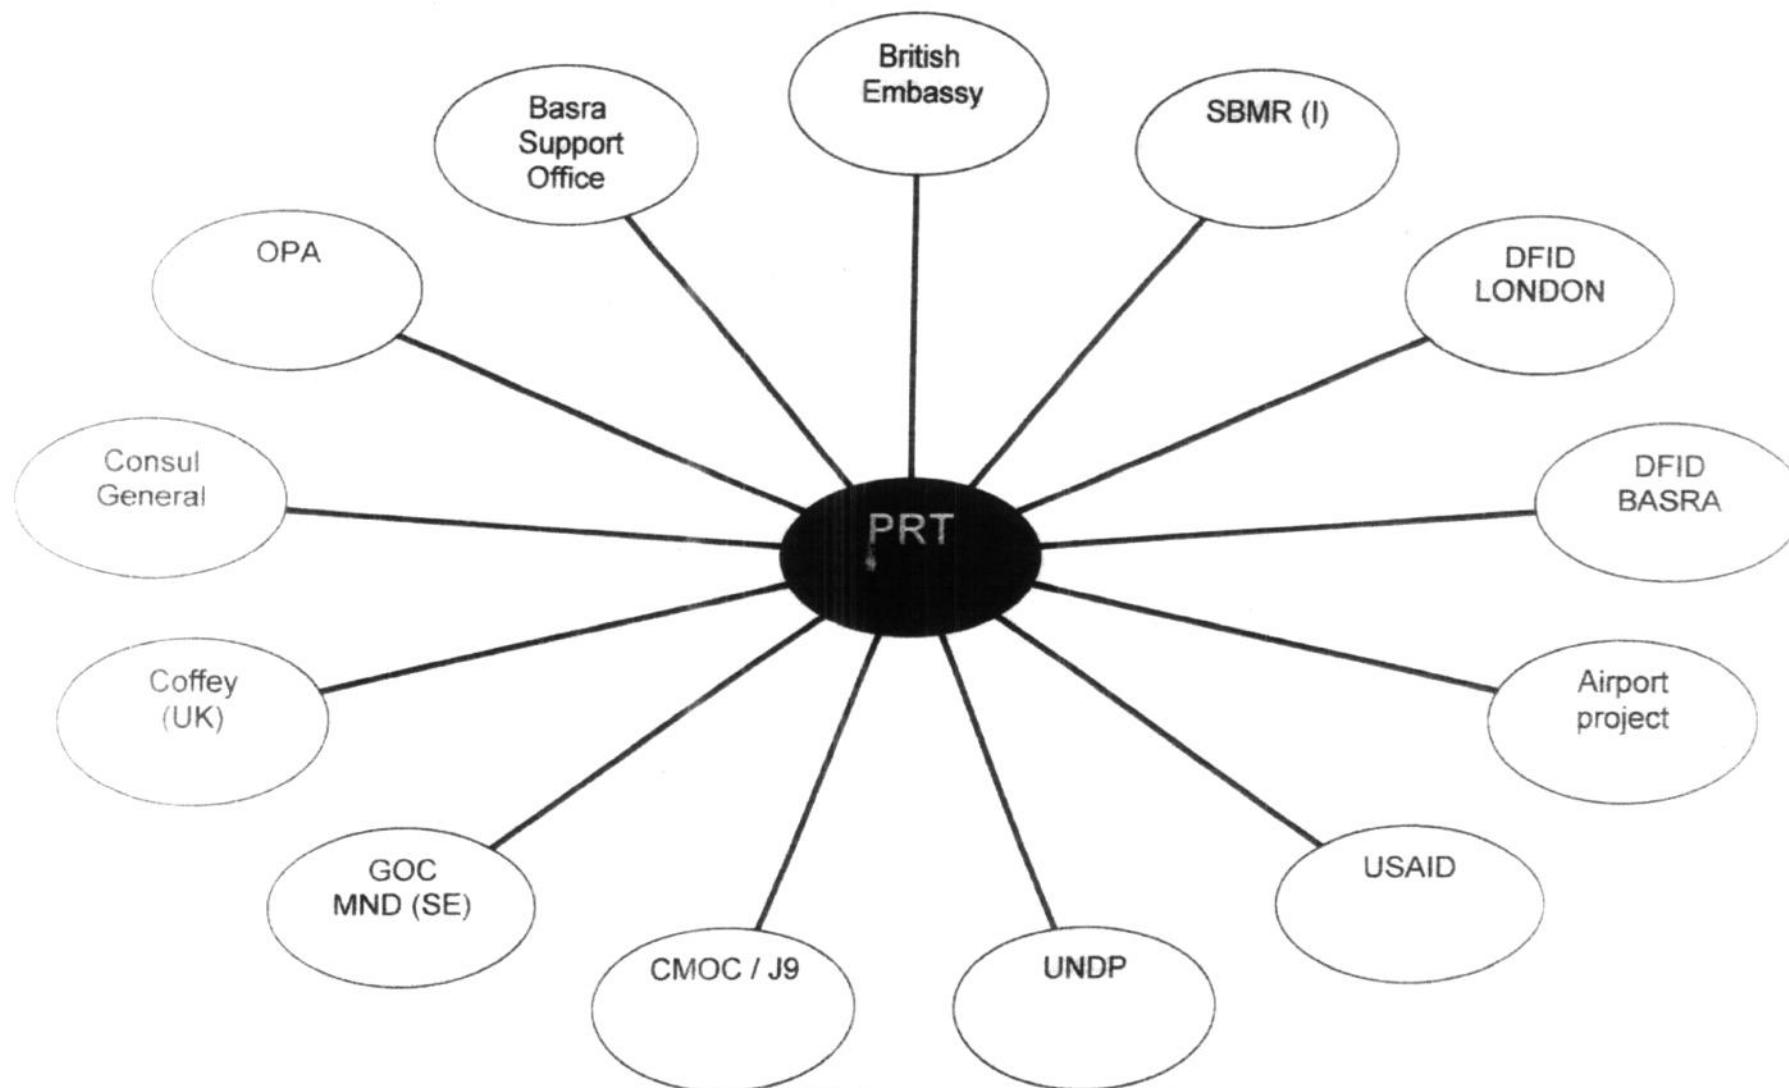 British
Embassy
Basra
Support
Office
SBMR (I)
OPA
DFID
LONDON
Consul
General
DFID
BASRA
PRT
Coffey
(UK)
Airport
project
GOC
MND (SE)
USAID
CMOC / J9
UNDP